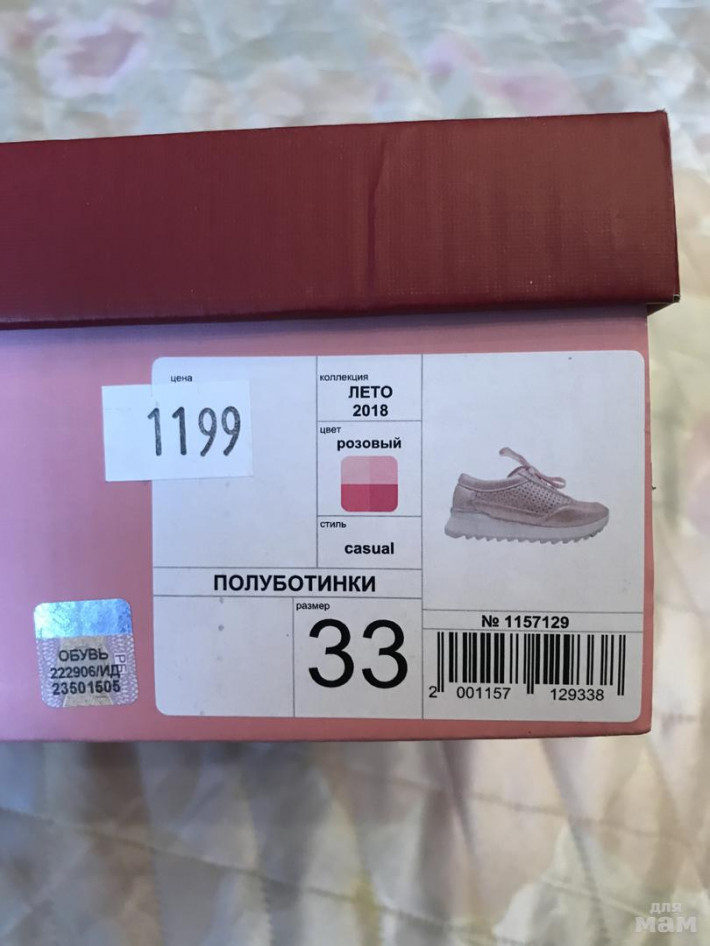 цена
1199
коллекция
ЛЕТО
2018
цвет
розовый
стиль
casual
ПОЛУБОТИНКИ
размер
33
№ 1157129
2 001157 129338
ОБУВЬ
222906/ИД
23501505
РБ
для
мам